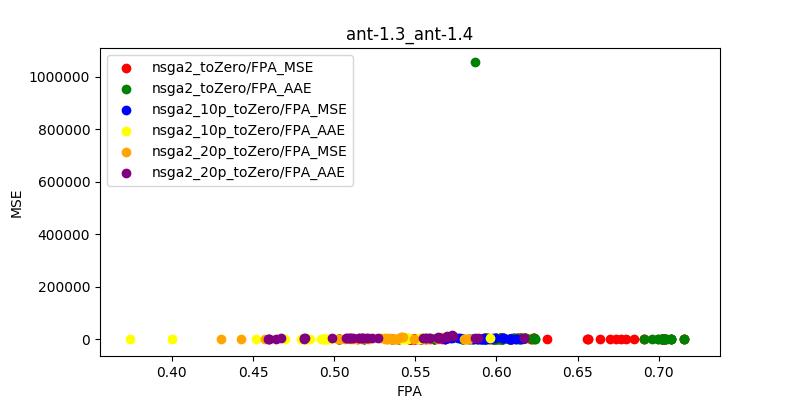 ant-1.3_ant-1.4
nsga2_toZero/FPA_MSE
nsga2_toZero/FPA_AAE
nsga2_10p_toZero/FPA_MSE
nsga2_10p_toZero/FPA_AAE
nsga2_20p_toZero/FPA_MSE
nsga2_20p_toZero/FPA_AAE
1000000
800000
600000
400000
200000
0
MSE
0.40 0.45 0.50 0.55 0.60 0.65 0.70
FPA